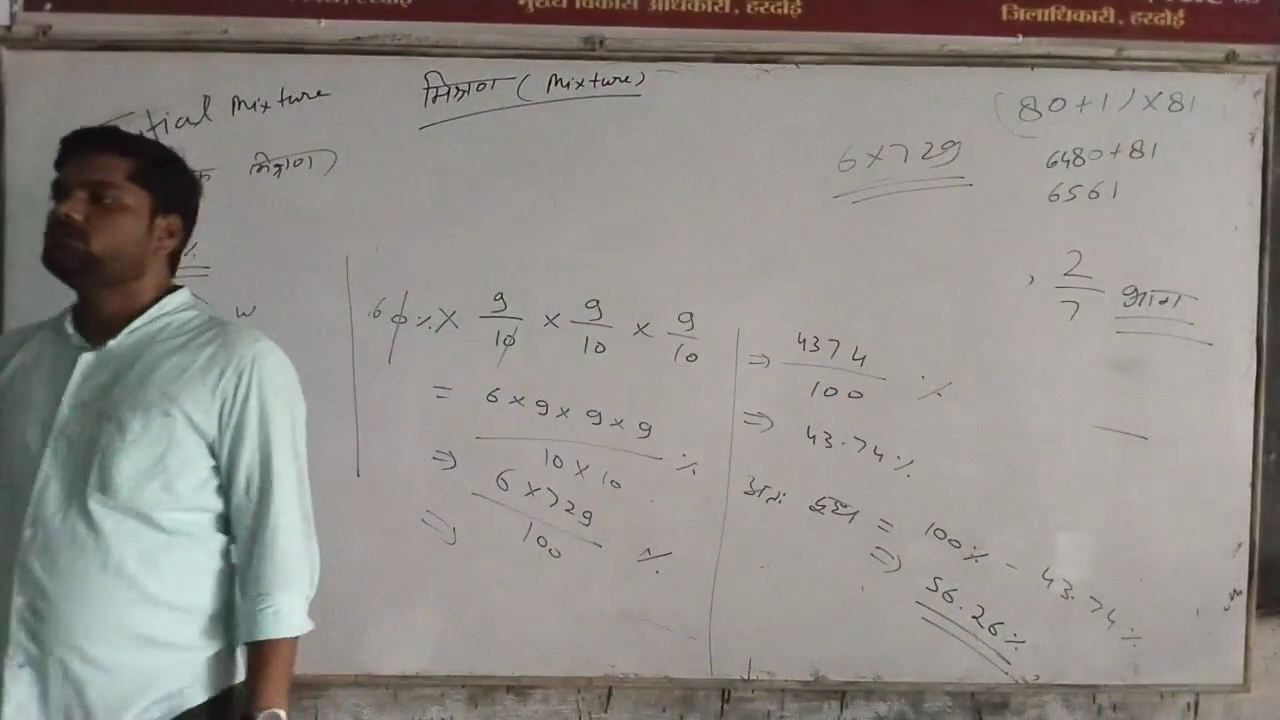 मुख्य विकास अधिकारी, हरदोई
जिलाधिकारी, हरदोई
Mixture
मिश्रण (Mixture)
मिश्रण)
(80+1)×81
6×729
6480+81
6561
2/7 भाग
w
60% × 9/10 × 9/10 × 9/10
= 6×9×9×9/10×10 %
⇒ 6×729/100 %
⇒
⇒ 4374/100 %
⇒ 43.74%
अतः दूध = 100% - 43.74%
⇒ 56.26%